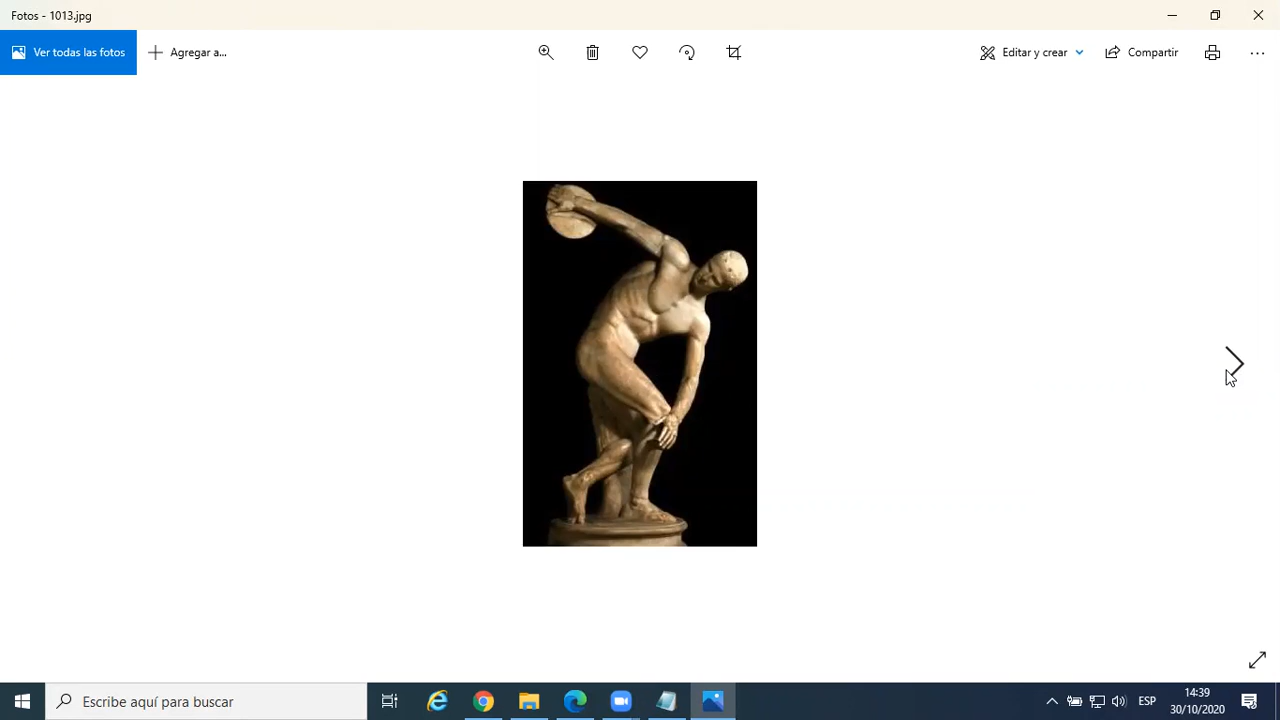 Fotos - 1013.jpg
Ver todas las fotos
Agregar a...
Editar y crear
Compartir
Escribe aquí para buscar
ESP
14:39
30/10/2020